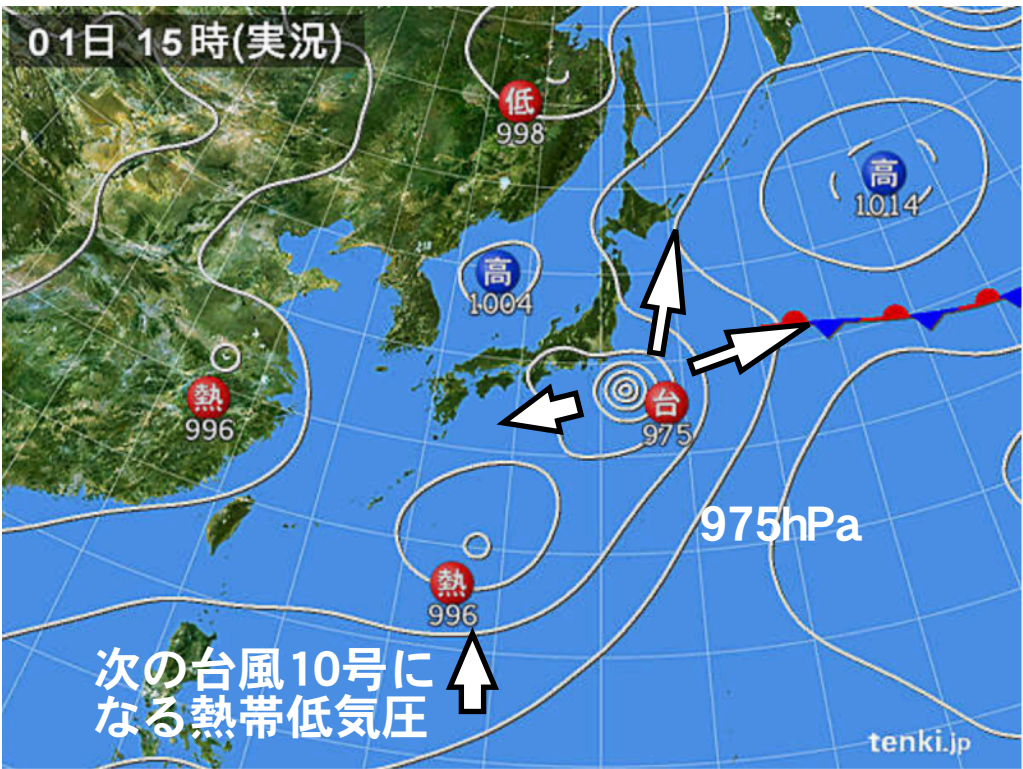 01日 15時(実況)
低
998
高
1014
高
1004
熱
996
台
975
975hPa
熱
996
次の台風10号に
なる熱帯低気圧
tenki.jp